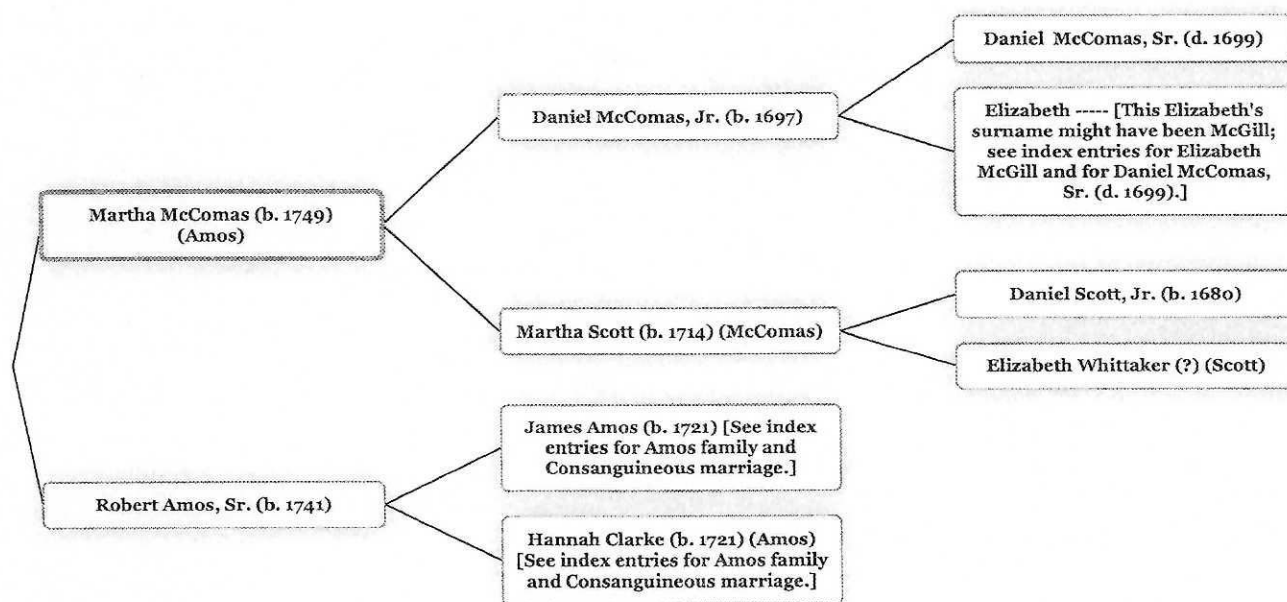 Daniel McComas, Sr. (d. 1699)
Daniel McComas, Jr. (b. 1697)
Elizabeth ----- [This Elizabeth's
surname might have been McGill;
see index entries for Elizabeth
McGill and for Daniel McComas,
Sr. (d. 1699).]
Martha McComas (b. 1749)
(Amos)
Daniel Scott, Jr. (b. 1680)
Martha Scott (b. 1714) (McComas)
Elizabeth Whittaker (?) (Scott)
James Amos (b. 1721) [See index
entries for Amos family and
Consanguineous marriage.]
Robert Amos, Sr. (b. 1741)
Hannah Clarke (b. 1721) (Amos)
[See index entries for Amos family
and Consanguineous marriage.]